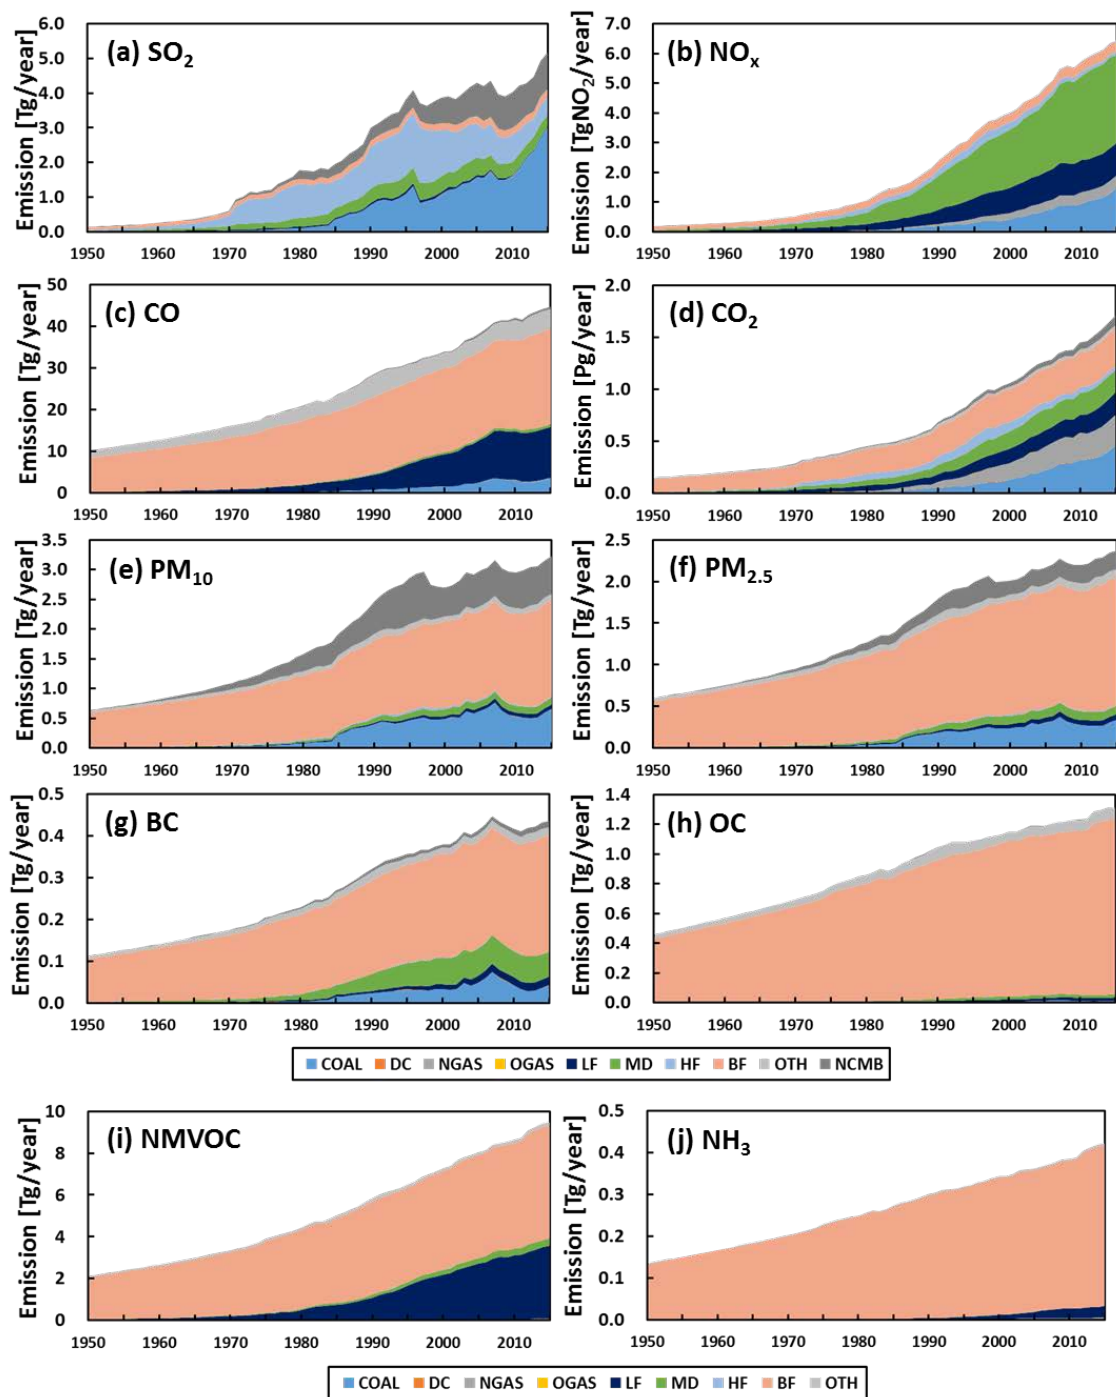 (a) SO2
Emission [Tg/year]
6.0
5.0
4.0
3.0
2.0
1.0
0.0
1950 1960 1970 1980 1990 2000 2010
(b) NOx
Emission [TgNO2/year]
7.0
6.0
5.0
4.0
3.0
2.0
1.0
0.0
1950 1960 1970 1980 1990 2000 2010
(c) CO
Emission [Tg/year]
50
40
30
20
10
0
1950 1960 1970 1980 1990 2000 2010
(d) CO2
Emission [Pg/year]
2.0
1.5
1.0
0.5
0.0
1950 1960 1970 1980 1990 2000 2010
(e) PM10
Emission [Tg/year]
3.5
3.0
2.5
2.0
1.5
1.0
0.5
0.0
1950 1960 1970 1980 1990 2000 2010
(f) PM2.5
Emission [Tg/year]
2.5
2.0
1.5
1.0
0.5
0.0
1950 1960 1970 1980 1990 2000 2010
(g) BC
Emission [Tg/year]
0.5
0.4
0.3
0.2
0.1
0.0
1950 1960 1970 1980 1990 2000 2010
(h) OC
Emission [Tg/year]
1.4
1.2
1.0
0.8
0.6
0.4
0.2
0.0
1950 1960 1970 1980 1990 2000 2010
COAL DC NGAS OGAS LF MD HF BF OTH NCMB
(i) NMVOC
Emission [Tg/year]
10
8
6
4
2
0
1950 1960 1970 1980 1990 2000 2010
(j) NH3
Emission [Tg/year]
0.5
0.4
0.3
0.2
0.1
0.0
1950 1960 1970 1980 1990 2000 2010
COAL DC NGAS OGAS LF MD HF BF OTH